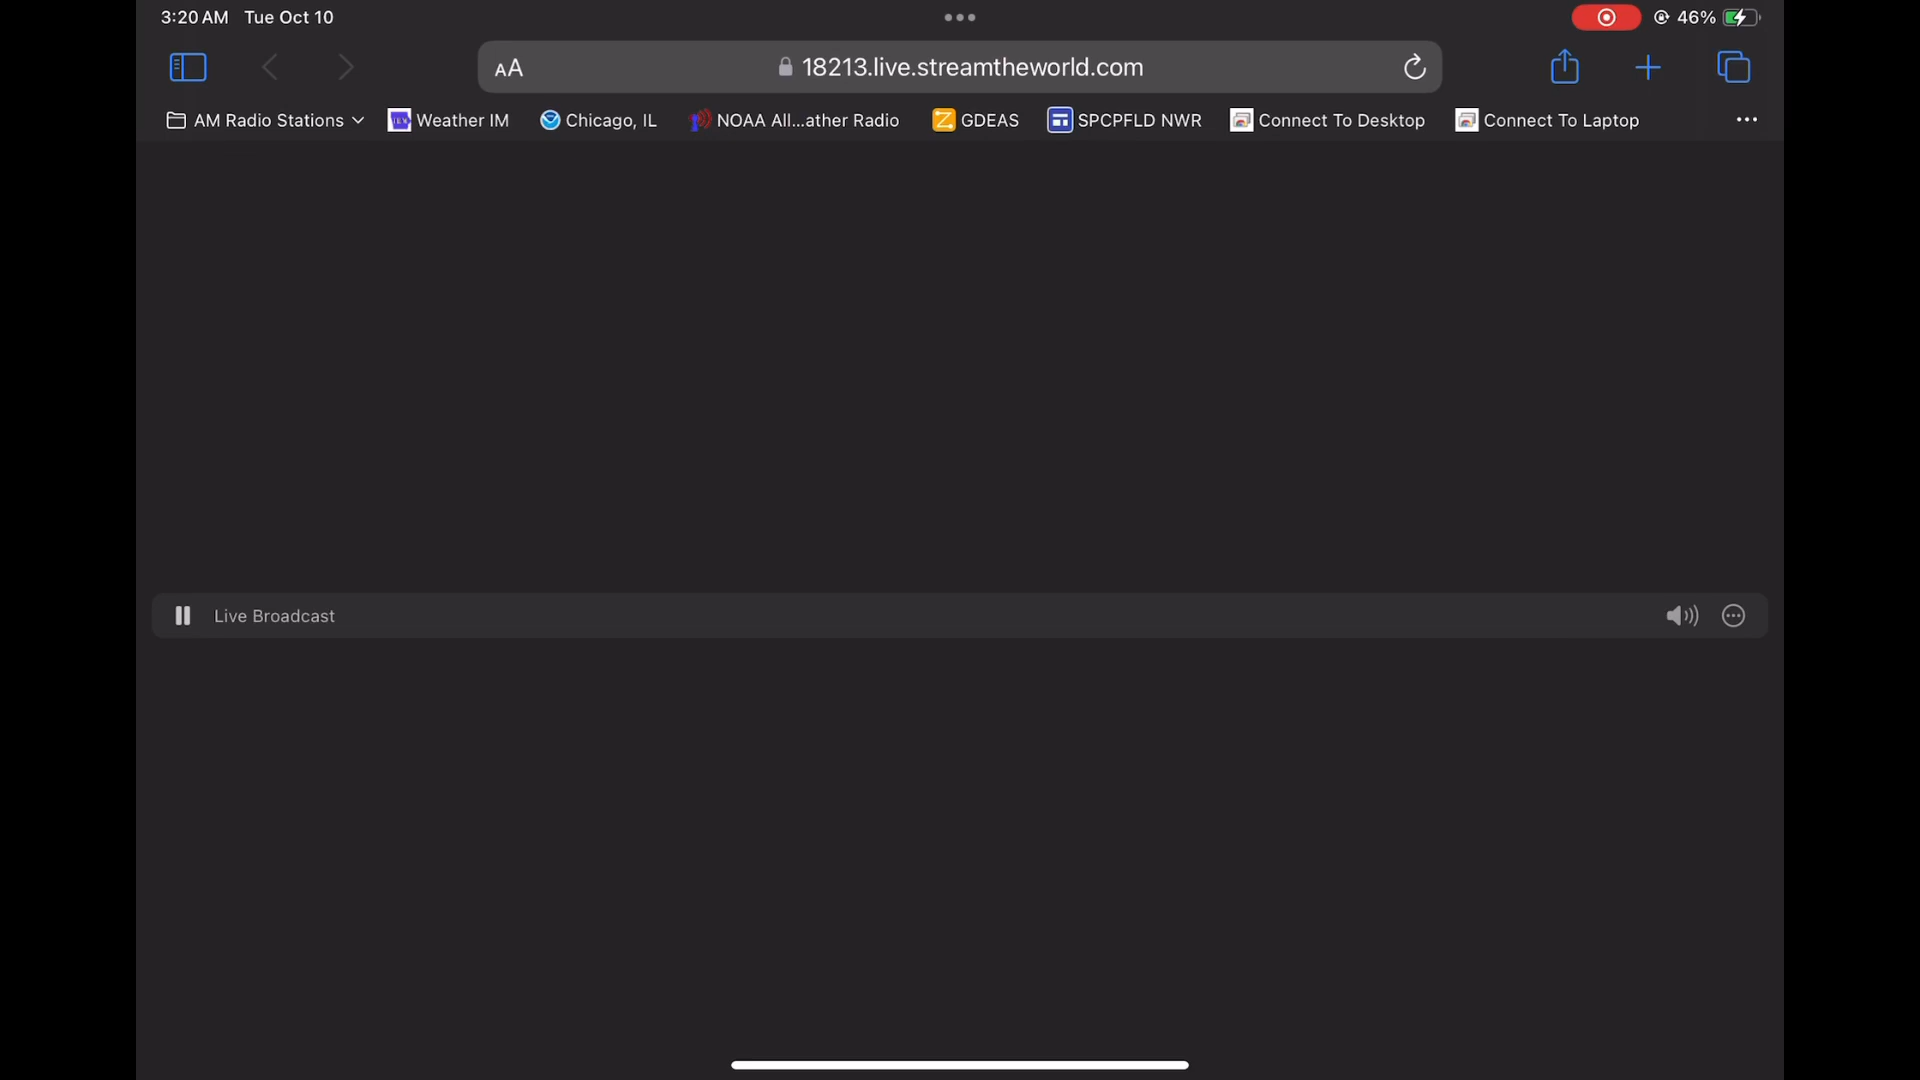 3:20 AM Tue Oct 10
46%
AA 18213.live.streamtheworld.com
AM Radio Stations Weather IM Chicago, IL NOAA All...ather Radio GDEAS SPCPFLD NWR Connect To Desktop Connect To Laptop
Live Broadcast